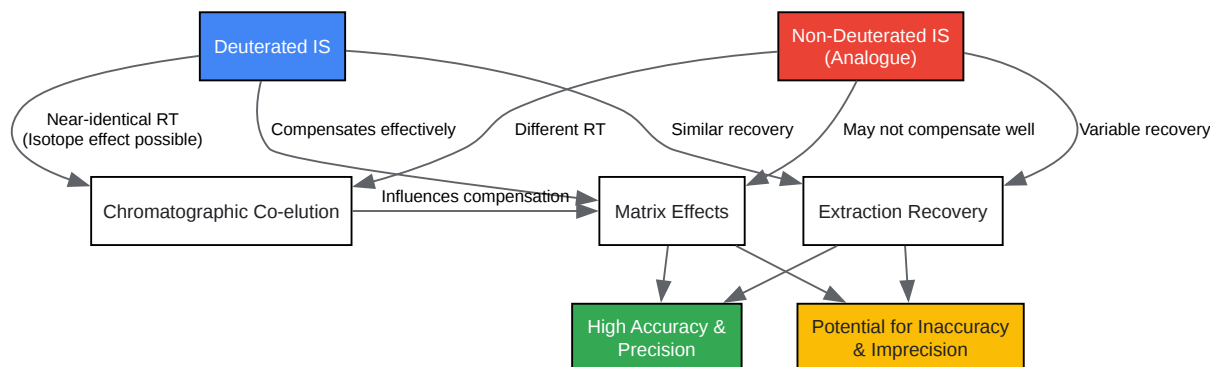 Deuterated IS
Non-Deuterated IS
(Analogue)
Near-identical RT
(Isotope effect possible)
Compensates effectively
Different RT
Similar recovery
May not compensate well
Variable recovery
Chromatographic Co-elution
Influences compensation
Matrix Effects
Extraction Recovery
High Accuracy &
Precision
Potential for Inaccuracy
& Imprecision